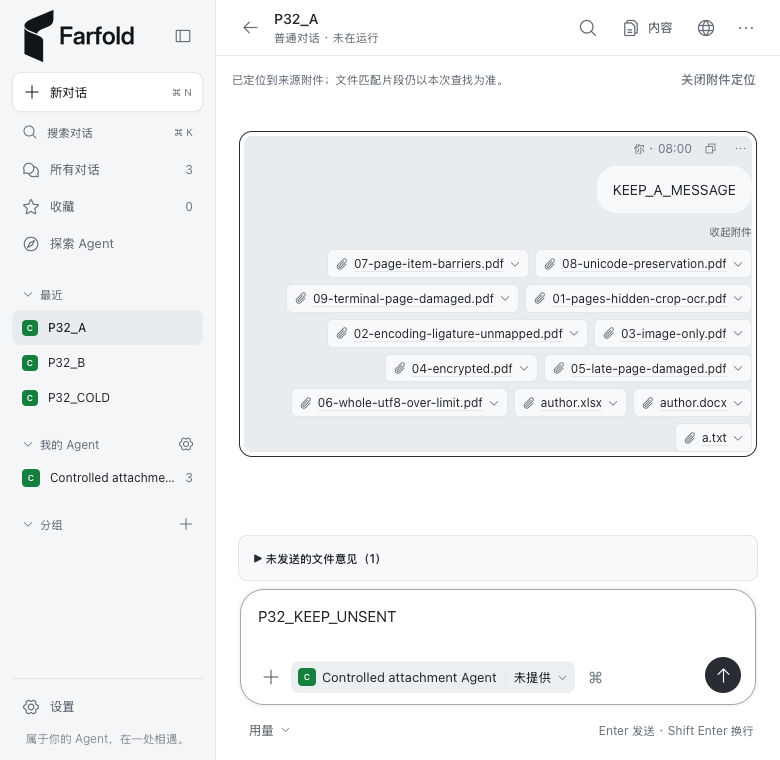 Farfold
新对话
⌘ N
搜索对话
⌘ K
所有对话
3
收藏
0
探索 Agent
最近
C P32_A
C P32_B
C P32_COLD
我的 Agent
C Controlled attachme...
3
分组
设置
属于你的 Agent，在一处相遇。
P32_A
普通对话 · 未在运行
内容
已定位到来源附件；文件匹配片段仍以本次查找为准。
关闭附件定位
你 · 08:00
KEEP_A_MESSAGE
收起附件
07-page-item-barriers.pdf
08-unicode-preservation.pdf
09-terminal-page-damaged.pdf
01-pages-hidden-crop-ocr.pdf
02-encoding-ligature-unmapped.pdf
03-image-only.pdf
04-encrypted.pdf
05-late-page-damaged.pdf
06-whole-utf8-over-limit.pdf
author.xlsx
author.docx
a.txt
未发送的文件意见（1）
P32_KEEP_UNSENT
C Controlled attachment Agent
未提供
⌘
用量
Enter 发送 · Shift Enter 换行